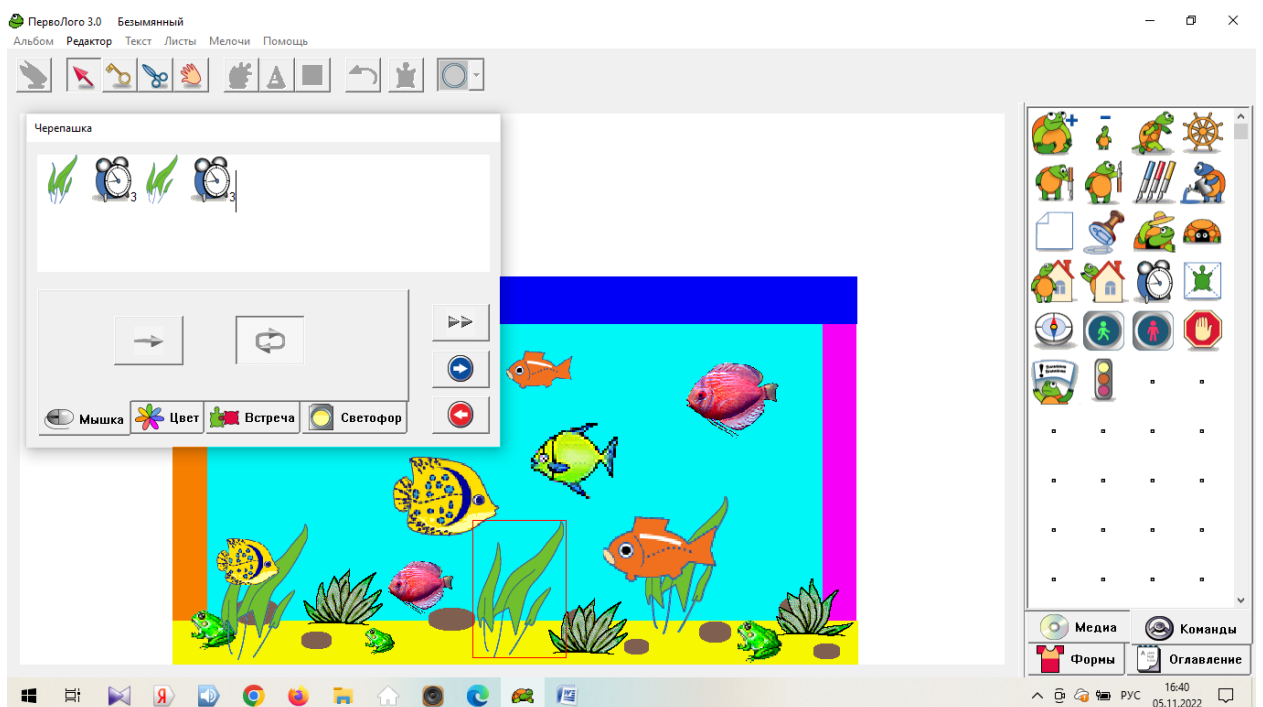 ПервоЛого 3.0 Безымянный
Альбом Редактор Текст Листы Мелочи Помощь
Черепашка
3 3
Мышка Цвет Встреча Светофор
Медиа Команды
Формы Оглавление
РУС 16:40
05.11.2022